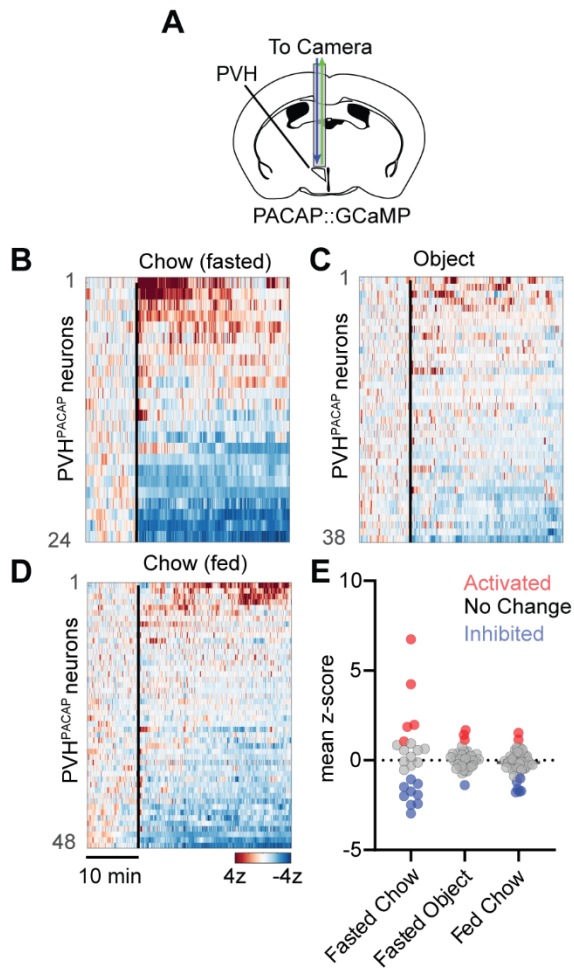 A
To Camera
PVH
PACAP::GCaMP
B
Chow (fasted)
1
PVHPACAP neurons
24
C
Object
1
PVHPACAP neurons
38
D
Chow (fed)
1
PVHPACAP neurons
48
10 min
4z
-4z
E
10
5
0
-5
mean z-score
Activated
No Change
Inhibited
Fasted Chow
Fasted Object
Fed Chow